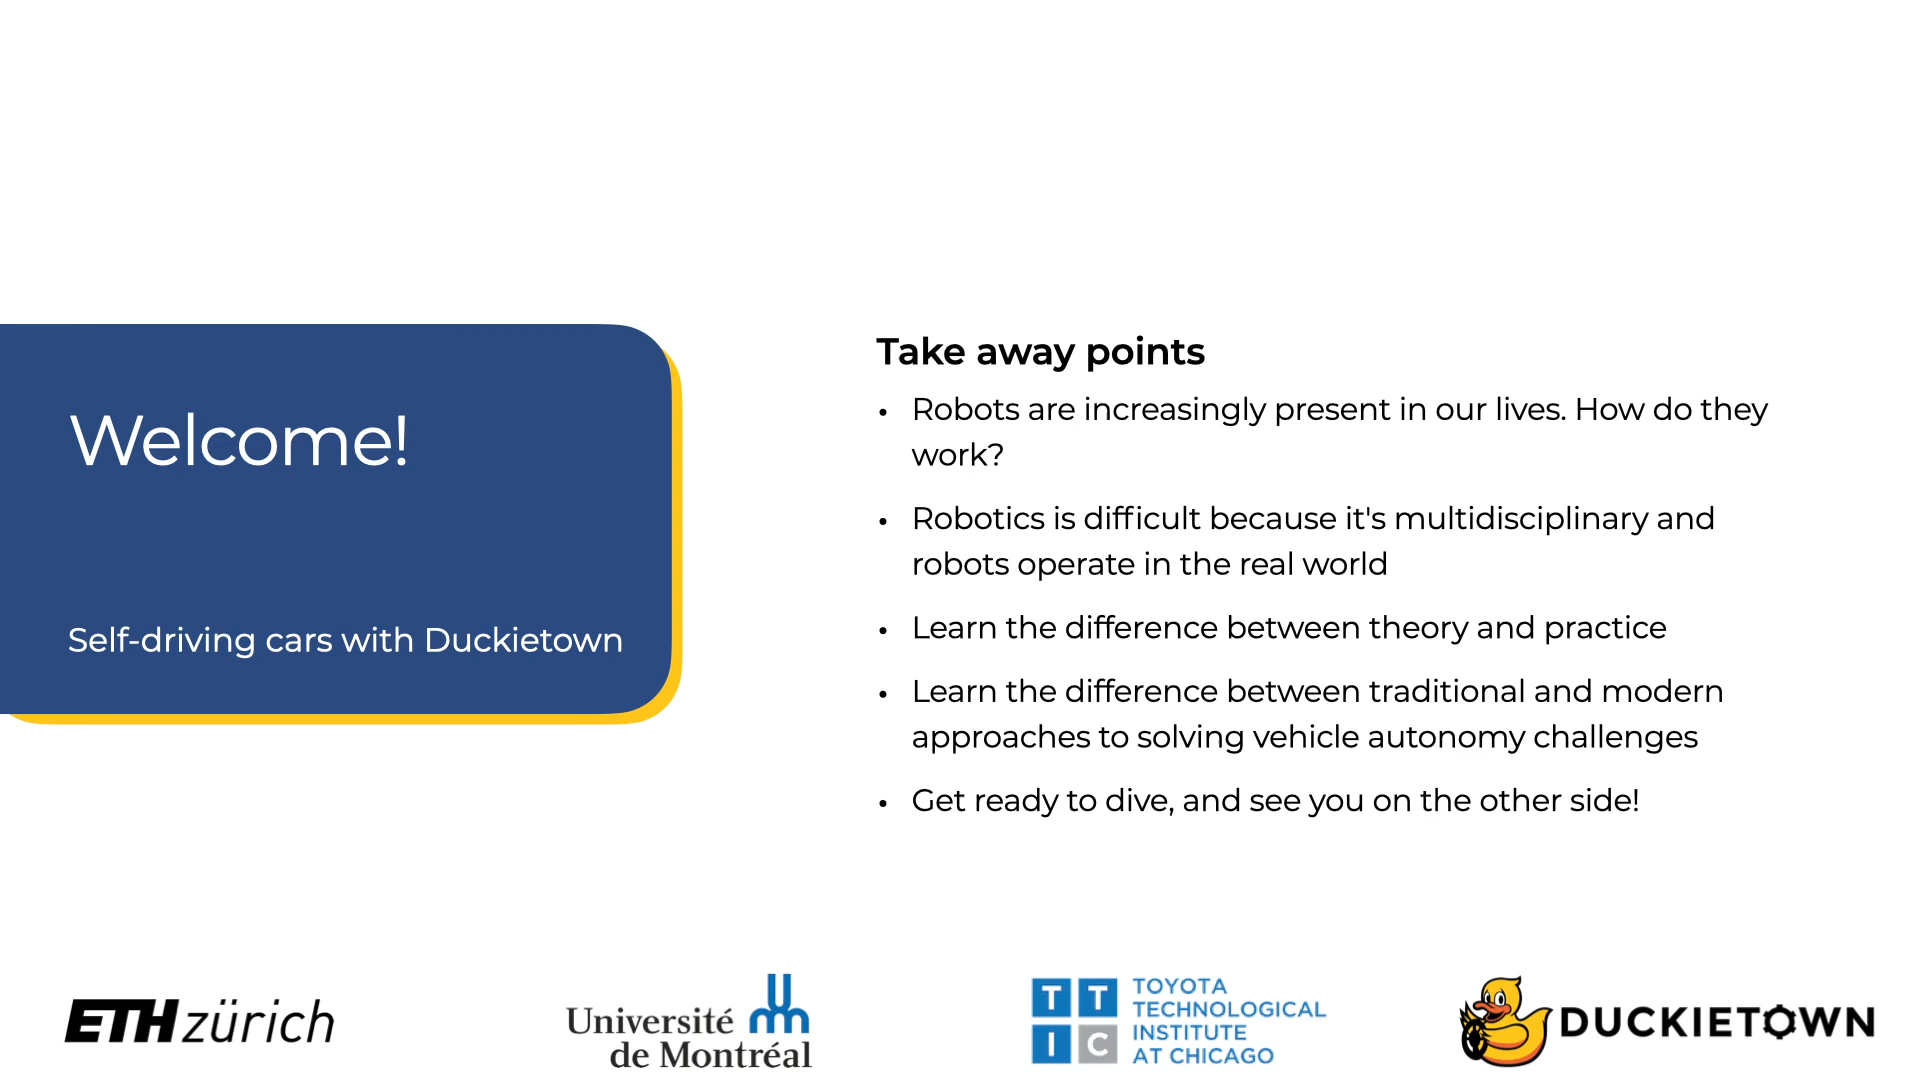 Welcome!
Self-driving cars with Duckietown
Take away points
• Robots are increasingly present in our lives. How do they
work?
• Robotics is difficult because it's multidisciplinary and
robots operate in the real world
• Learn the difference between theory and practice
• Learn the difference between traditional and modern
approaches to solving vehicle autonomy challenges
• Get ready to dive, and see you on the other side!
ETH zürich
Université
de Montréal
TTIC
TOYOTA
TECHNOLOGICAL
INSTITUTE
AT CHICAGO
DUCKIETOWN